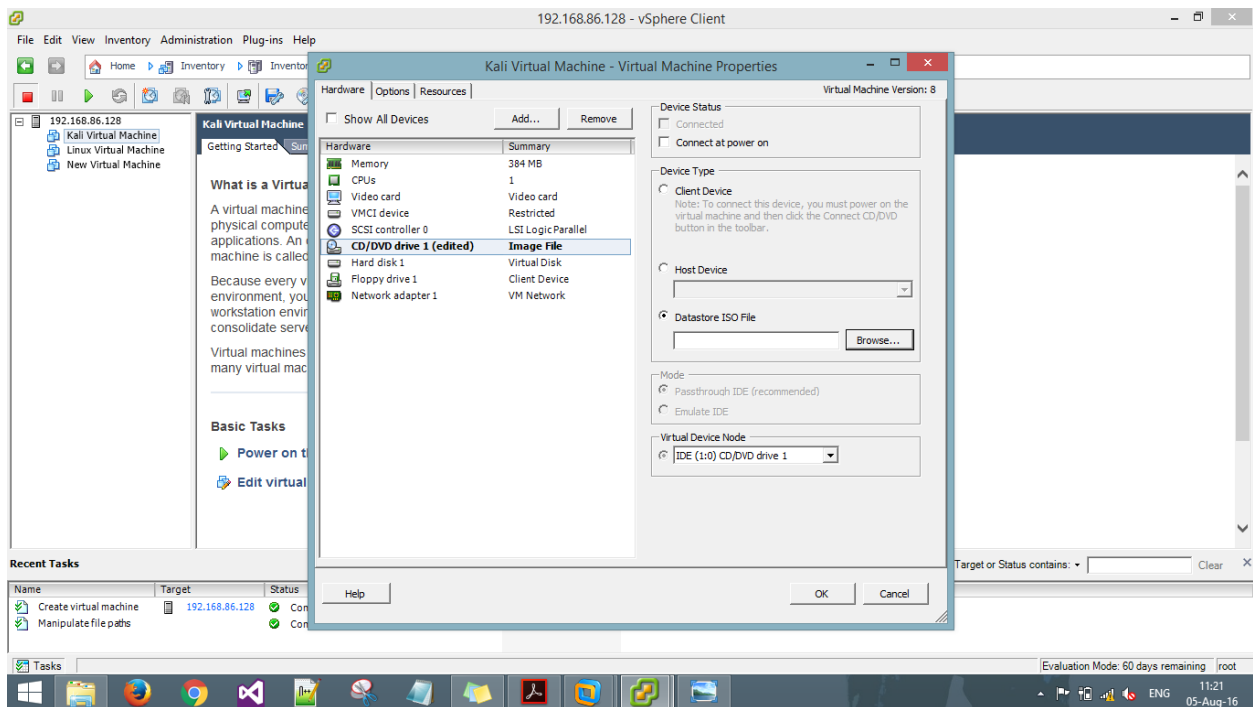 192.168.86.128 - vSphere Client
File Edit View Inventory Administration Plug-ins Help
Home Inventory Inventor
192.168.86.128
Kali Virtual Machine
Linux Virtual Machine
New Virtual Machine
Kali Virtual Machine
Getting Started Sun
What is a Virtua
A virtual machine
physical compute
applications. An
machine is called
Because every v
environment, you
workstation envir
consolidate serve
Virtual machines
many virtual mac
Basic Tasks
Power on t
Edit virtual
Kali Virtual Machine - Virtual Machine Properties
Hardware Options Resources
Virtual Machine Version: 8
Show All Devices
Add... Remove
Hardware Summary
Memory 384 MB
CPUs 1
Video card Video card
VMCI device Restricted
SCSI controller 0 LSI Logic Parallel
CD/DVD drive 1 (edited) Image File
Hard disk 1 Virtual Disk
Floppy drive 1 Client Device
Network adapter 1 VM Network
Device Status
Connected
Connect at power on
Device Type
Client Device
Note: To connect this device, you must power on the
virtual machine and then click the Connect CD/DVD
button in the toolbar.
Host Device
Datastore ISO File
Browse...
Mode
Passthrough IDE (recommended)
Emulate IDE
Virtual Device Node
IDE (1:0) CD/DVD drive 1
Help
OK Cancel
Recent Tasks
Target or Status contains: Clear
Name Target Status
Create virtual machine 192.168.86.128 Con
Manipulate file paths Con
Tasks
Evaluation Mode: 60 days remaining root
ENG
11:21
05-Aug-16